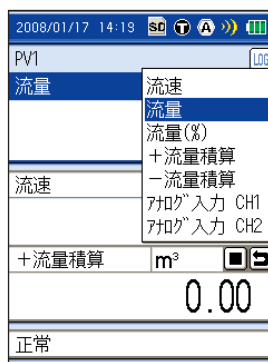 2008/01/17 14:19 SD T A
PV1 LOG
流量
流速
流量
流量(%)
+流量積算
-流量積算
ｱﾅﾛｸﾞ入力 CH1
ｱﾅﾛｸﾞ入力 CH2
流速
+流量積算 m³
0.00
正常